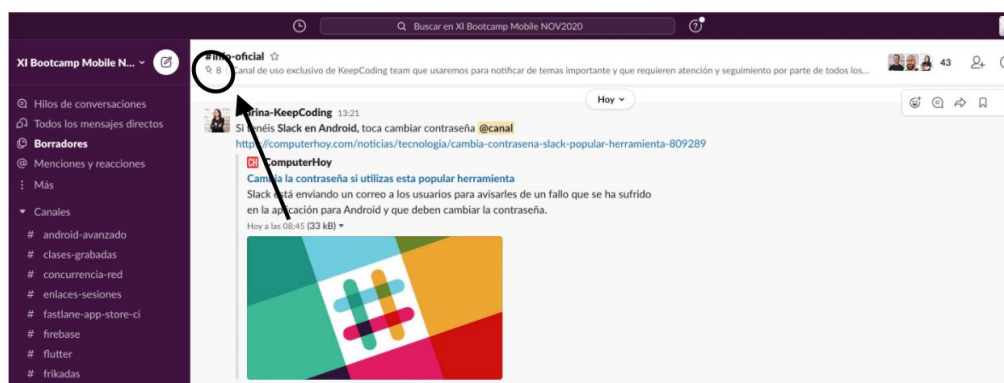 Buscar en XI Bootcamp Mobile NOV2020
XI Bootcamp Mobile N...
Hilos de conversaciones
Todos los mensajes directos
Borradores
@ Menciones y reacciones
Más
Canales
# android-avanzado
# clases-grabadas
# concurrencia-red
# enlaces-sesiones
# fastlane-app-store-ci
# firebase
# flutter
# frikadas
#info-oficial
8
Canal de uso exclusivo de KeepCoding team que usaremos para notificar de temas importante y que requieren atención y seguimiento por parte de todos los...
43
Hoy
-KeepCoding 13:21
Si tenéis Slack en Android, toca cambiar contraseña @canal
https://computerhoy.com/noticias/tecnologia/cambia-contrasena-slack-popular-herramienta-809289
CH ComputerHoy
Cambia la contraseña si utilizas esta popular herramienta
Slack está enviando un correo a los usuarios para avisarles de un fallo que se ha sufrido
en la aplicación para Android y que deben cambiar la contraseña.
Hoy a las 08:45 (33 kB)